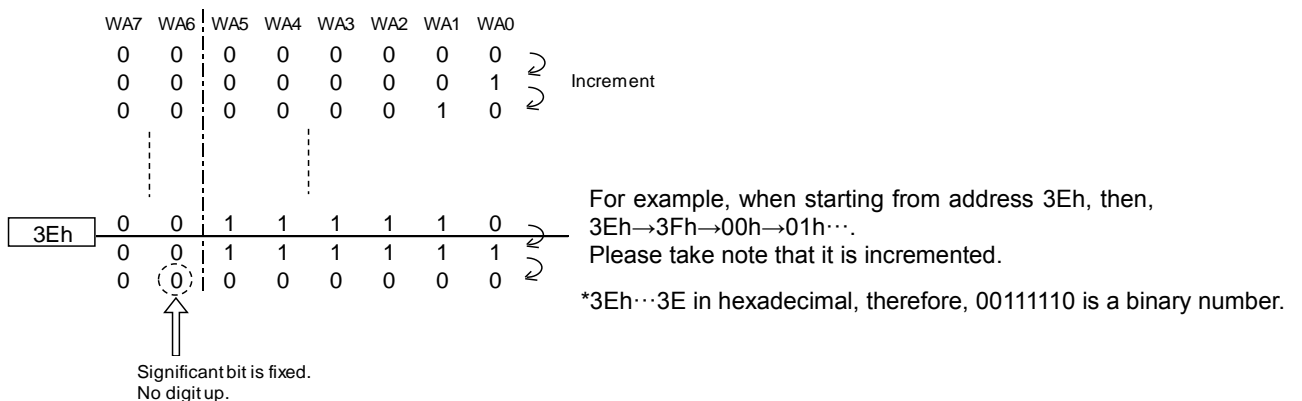 WA7 WA6 WA5 WA4 WA3 WA2 WA1 WA0
0 0 0 0 0 0 0 0
0 0 0 0 0 0 0 1
Increment
0 0 0 0 0 0 1 0
For example, when starting from address 3Eh, then,
3Eh 0 0 1 1 1 1 1 0
3Eh→3Fh→00h→01h···.
0 0 1 1 1 1 1 1
Please take note that it is incremented.
0 0 0 0 0 0 0 0
*3Eh···3E in hexadecimal, therefore, 00111110 is a binary number.
Significant bit is fixed.
No digit up.